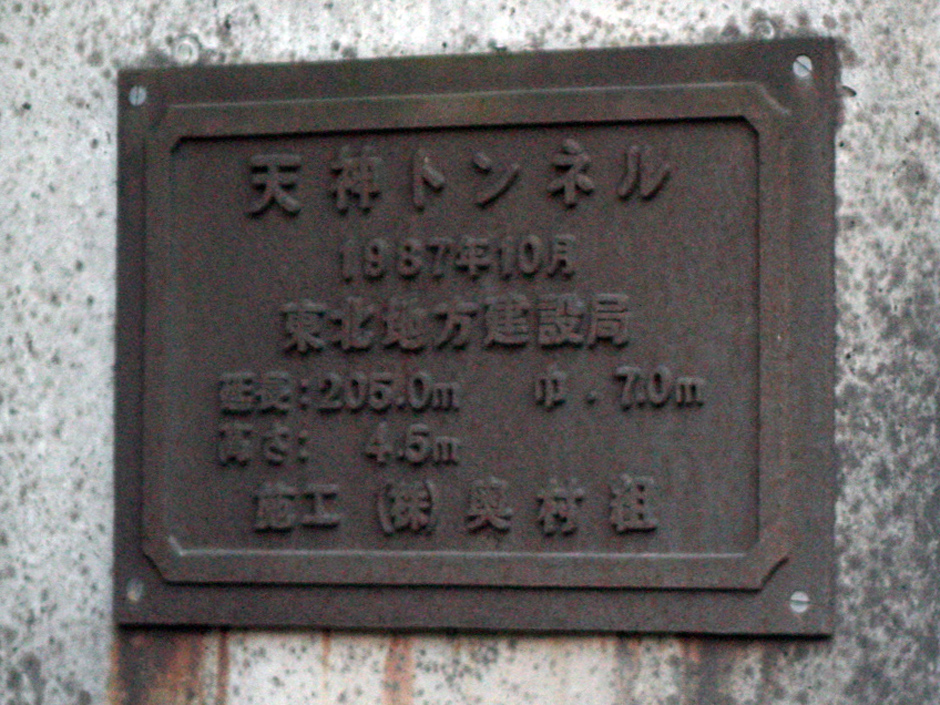 天神トンネル
1987年10月
東北地方建設局
延長:205.0m 巾.7.0m
高さ: 4.5m
施工 (株)奥村組